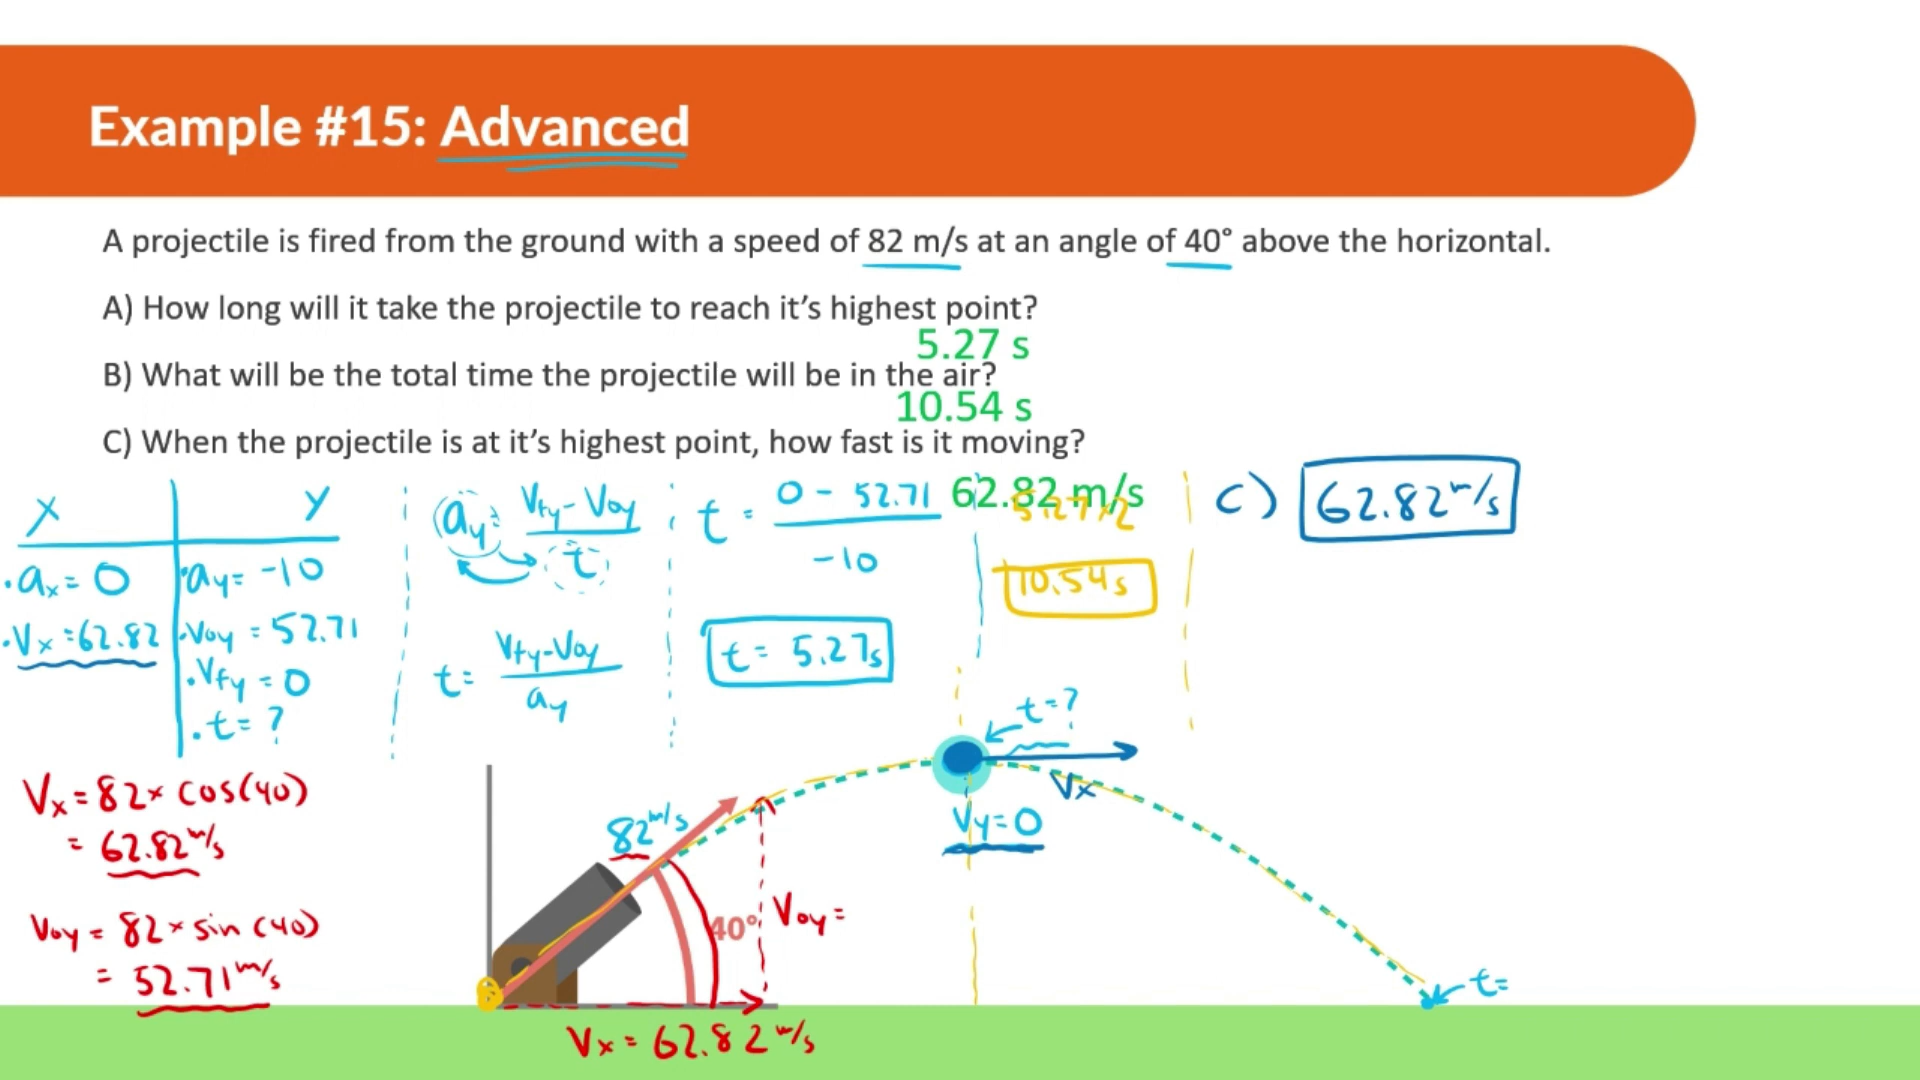 Example #15: Advanced
A projectile is fired from the ground with a speed of 82 m/s at an angle of 40° above the horizontal.
A) How long will it take the projectile to reach it’s highest point?
5.27 s
B) What will be the total time the projectile will be in the air?
10.54 s
C) When the projectile is at it’s highest point, how fast is it moving?
62.82 m/s
X
Y
.ax = 0
.ay = -10
.Vx = 62.82
.Voy = 52.71
.Vfy = 0
.t = ?
ay = Vfy - Voy
t
t = Vfy - Voy
ay
t = 0 - 52.71
-10
t = 5.27s
5.27 x 2
10.54s
C) 62.82 m/s
Vx = 82 x cos(40)
= 62.82 m/s
Voy = 82 x sin(40)
= 52.71 m/s
82 m/s
40°
Voy =
Vx = 62.82 m/s
t = ?
Vx
Vy = 0
t =